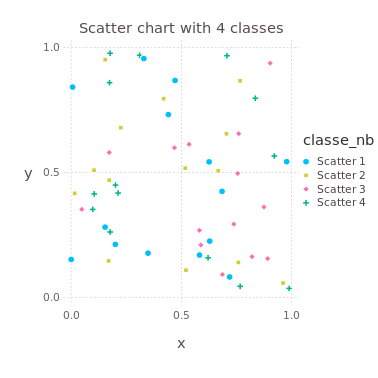 Scatter chart with 4 classes
1.0
0.5
0.0
y
0.0 0.5 1.0
x
classe_nb
Scatter 1
Scatter 2
Scatter 3
Scatter 4